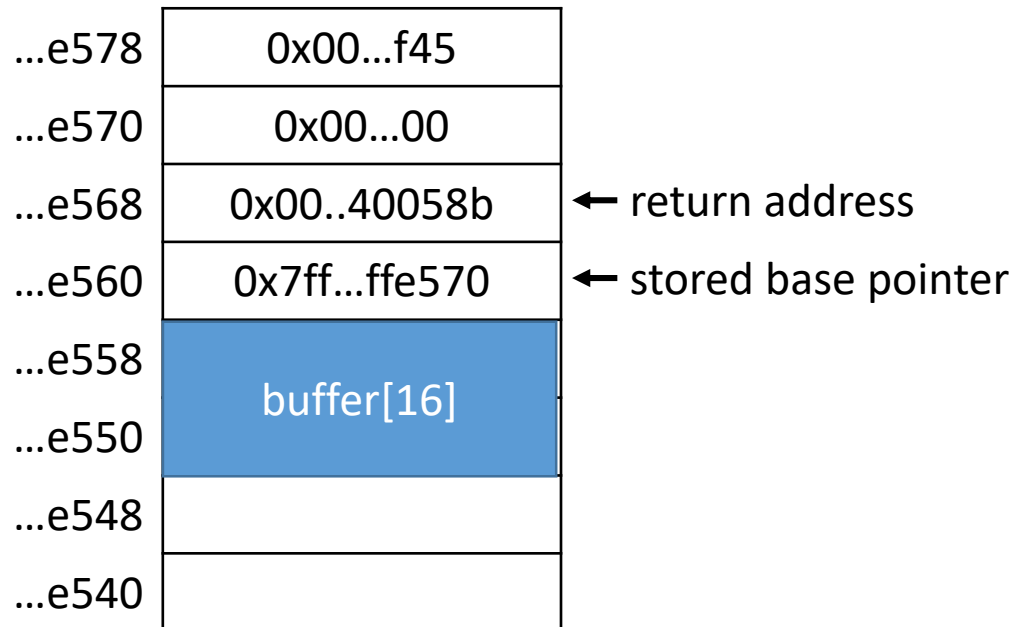 ...e578 0x00...f45
...e570 0x00...00
...e568 0x00..40058b return address
...e560 0x7ff...ffe570 stored base pointer
...e558
buffer[16]
...e550
...e548
...e540